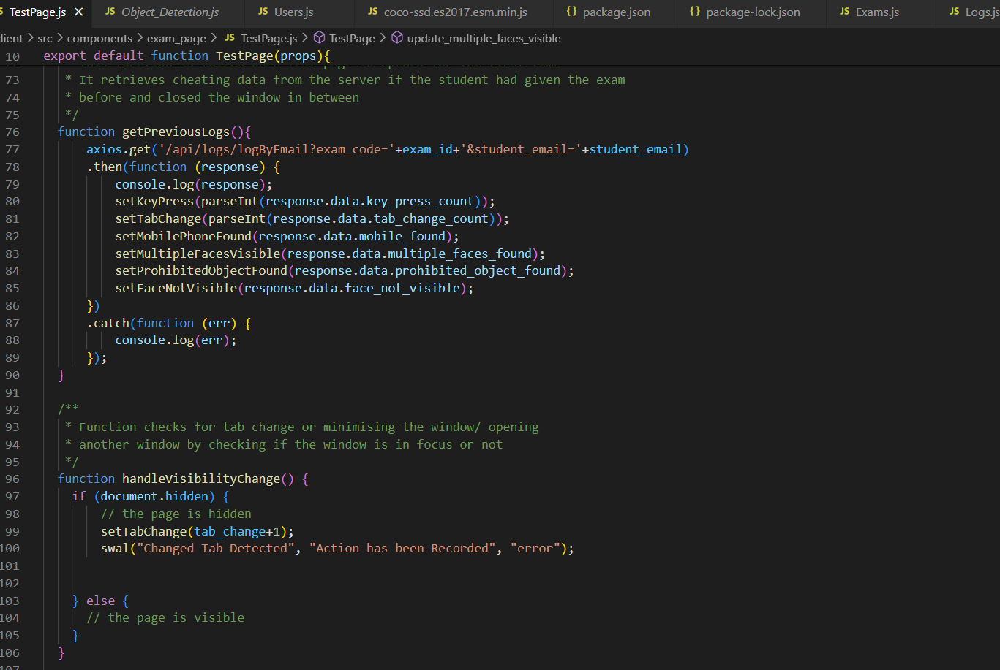 TestPage.js × JS Object_Detection.js JS Users.js JS coco-ssd.es2017.esm.min.js {} package.json {} package-lock.json JS Exams.js JS Logs.js
lient > src > components > exam_page > JS TestPage.js > TestPage > update_multiple_faces_visible
10 export default function TestPage(props){
73 * It retrieves cheating data from the server if the student had given the exam
74 * before and closed the window in between
75 */
76 function getPreviousLogs(){
77 axios.get('/api/logs/logByEmail?exam_code='+exam_id+'&student_email='+student_email)
78 .then(function (response) {
79 console.log(response);
80 setKeyPress(parseInt(response.data.key_press_count));
81 setTabChange(parseInt(response.data.tab_change_count));
82 setMobilePhoneFound(response.data.mobile_found);
83 setMultipleFacesVisible(response.data.multiple_faces_found);
84 setProhibitedObjectFound(response.data.prohibited_object_found);
85 setFaceNotVisible(response.data.face_not_visible);
86 })
87 .catch(function (err) {
88 console.log(err);
89 });
90 }
91
92 /**
93 * Function checks for tab change or minimising the window/ opening
94 * another window by checking if the window is in focus or not
95 */
96 function handleVisibilityChange() {
97 if (document.hidden) {
98 // the page is hidden
99 setTabChange(tab_change+1);
100 swal("Changed Tab Detected", "Action has been Recorded", "error");
101
102
103 } else {
104 // the page is visible
105 }
106 }